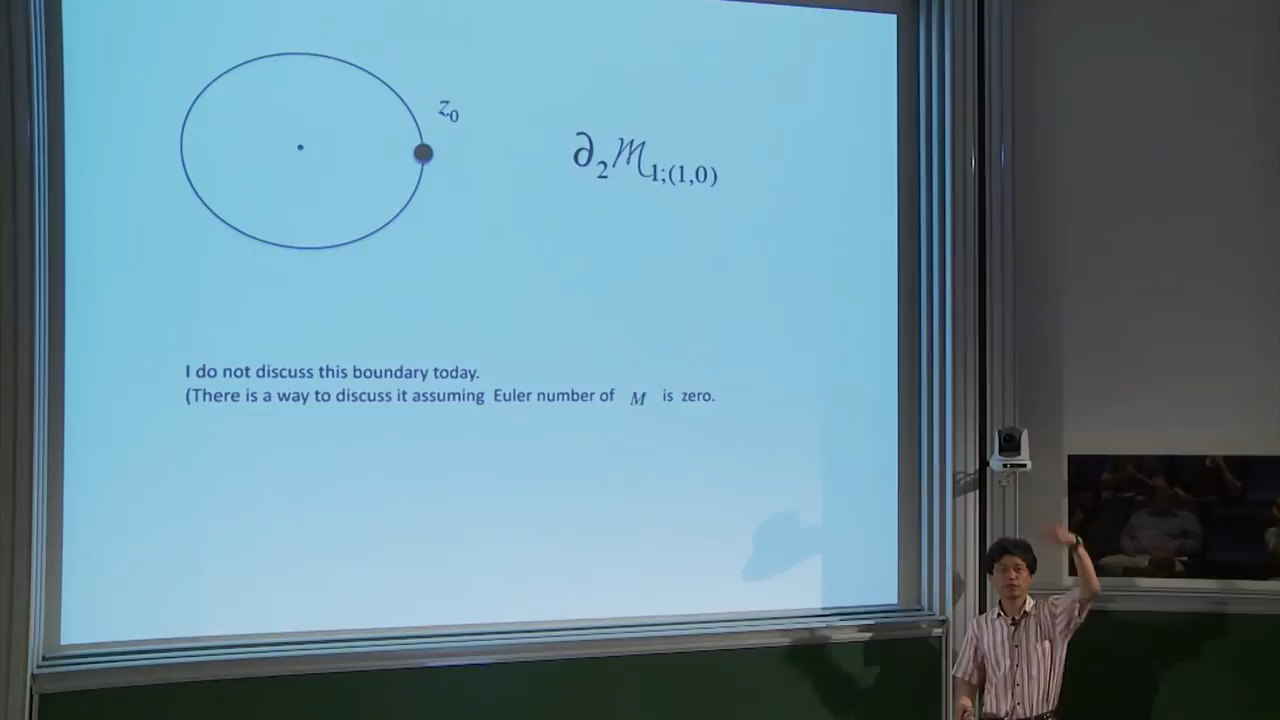 z₀
∂₂ℳ₁;(1,0)
I do not discuss this boundary today.
(There is a way to discuss it assuming Euler number of M is zero.